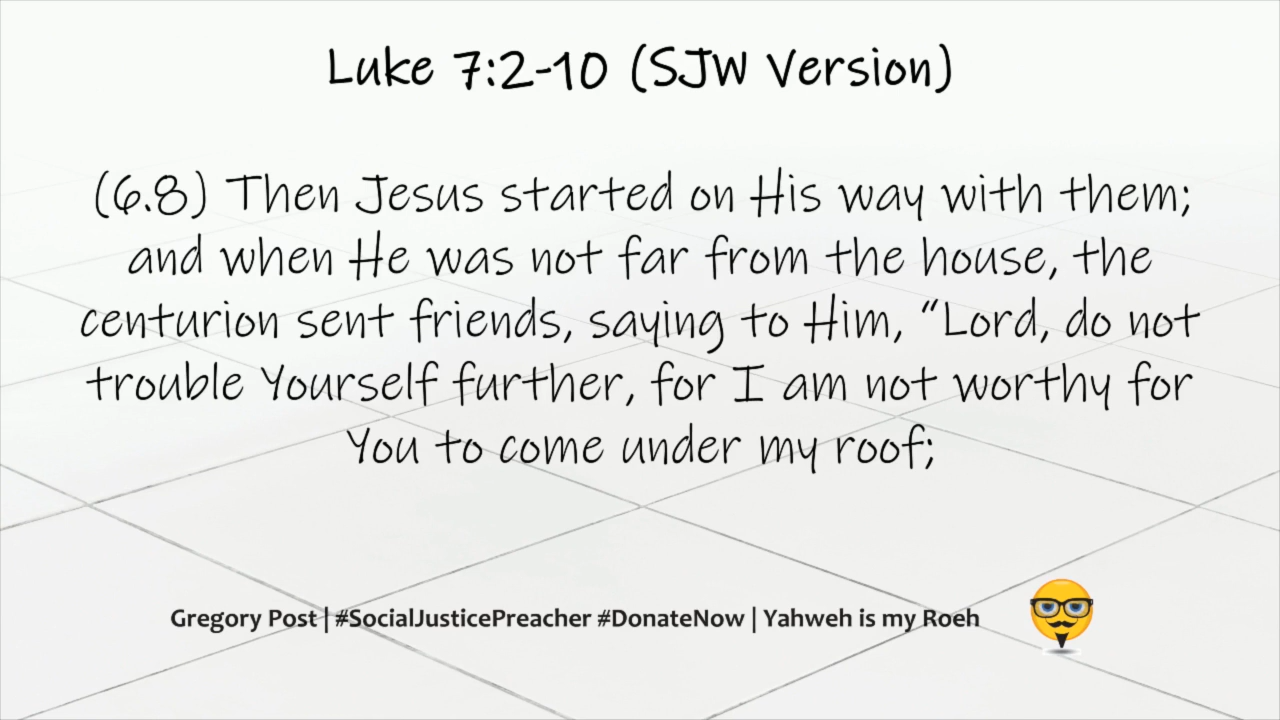 Luke 7:2-10 (SJW Version)
(6.8) Then Jesus started on His way with them;
and when He was not far from the house, the
centurion sent friends, saying to Him, “Lord, do not
trouble Yourself further, for I am not worthy for
You to come under my roof;
Gregory Post | #SocialJusticePreacher #DonateNow | Yahweh is my Roeh